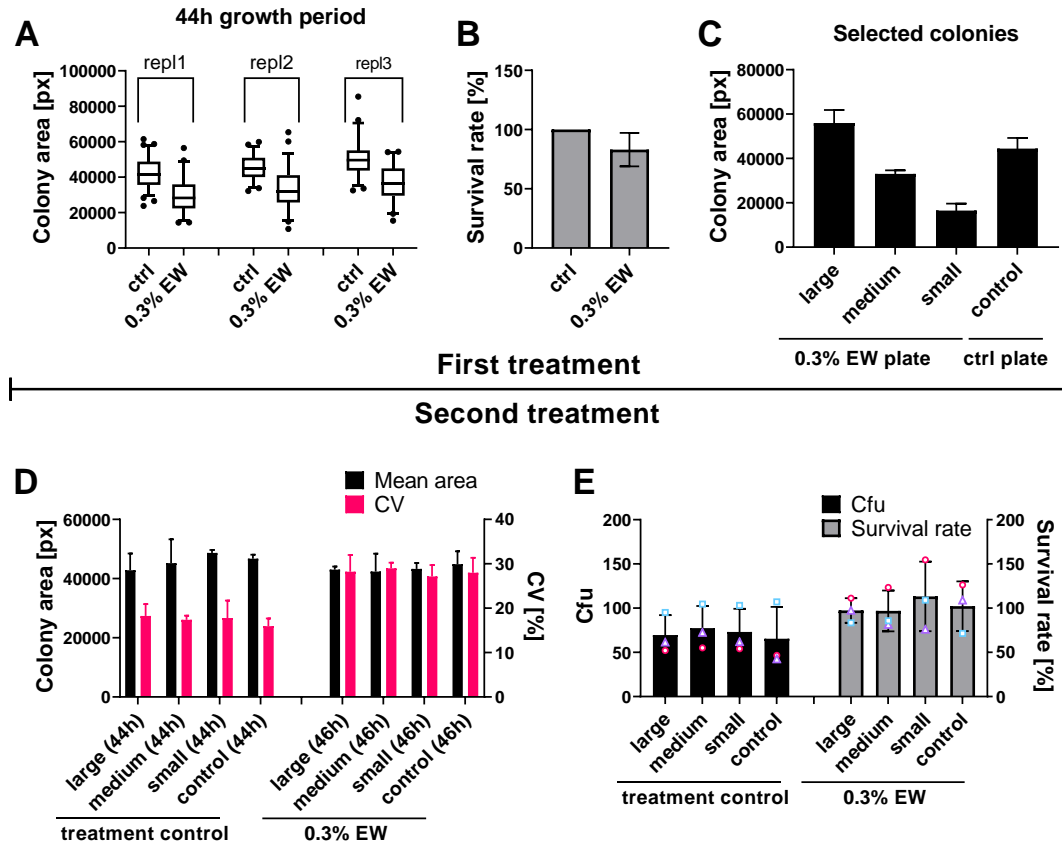 44h growth period
A
Colony area [px]
100000
80000
60000
40000
20000
0
repl1
repl2
repl3
ctrl
0.3% EW
ctrl
0.3% EW
ctrl
0.3% EW
B
Survival rate [%]
150
100
50
0
ctrl
0.3% EW
C
Selected colonies
Colony area [px]
80000
60000
40000
20000
0
large
medium
small
control
0.3% EW plate
ctrl plate
First treatment
Second treatment
D
Mean area
CV
Colony area [px]
60000
40000
20000
0
40
30
20
10
0
CV [%]
large (44h)
medium (44h)
small (44h)
control (44h)
large (46h)
medium (46h)
small (46h)
control (46h)
treatment control
0.3% EW
E
Cfu
Survival rate
Cfu
200
150
100
50
0
200
150
100
50
0
Survival rate [%]
large
medium
small
control
large
medium
small
control
treatment control
0.3% EW